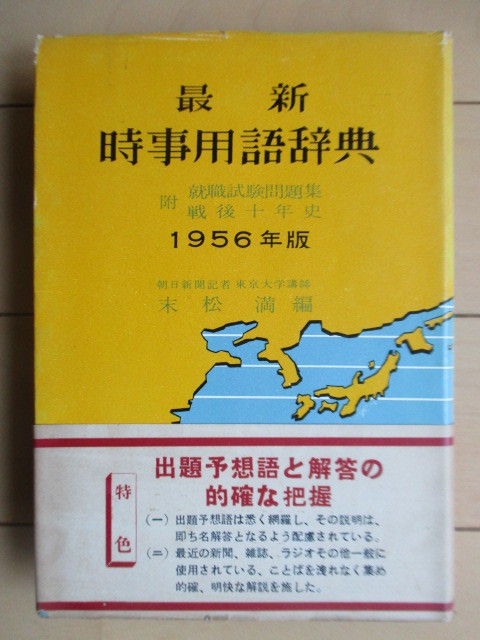 最新
時事用語辞典
附 就職試験問題集
戦後十年史
1956年版
朝日新聞記者 東京大学講師
末松満編
特色
出題予想語と解答の
的確な把握
(一) 出題予想語は悉く網羅し、その説明は、
即ち名解答となるよう配慮されている。
(二) 最近の新聞、雑誌、ラジオその他一般に
使用されている、ことばを洩れなく集め
的確、明快な解説を施した。